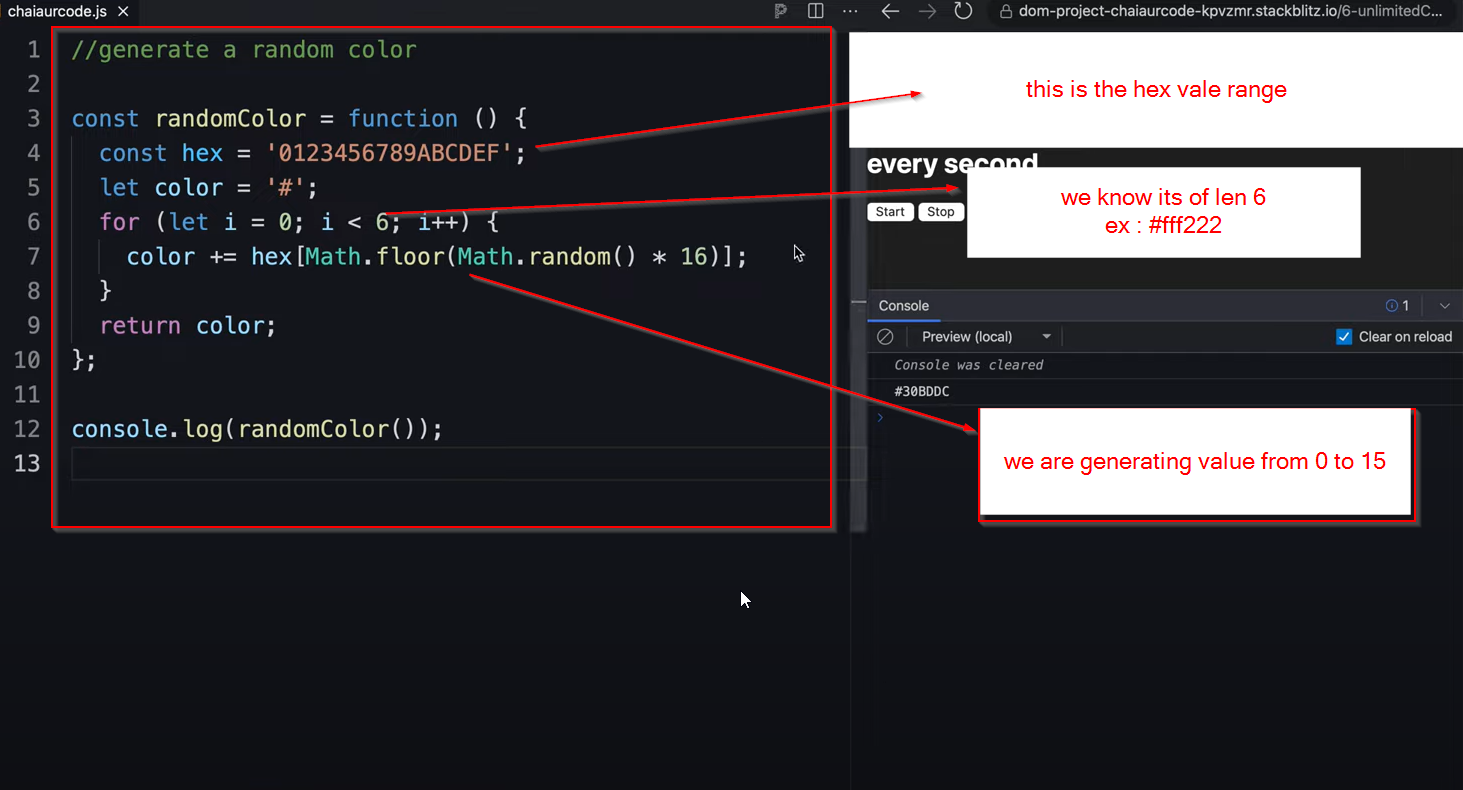 chaiaurcode.js
dom-project-chaiaurcode-kpvzmr.stackblitz.io/6-unlimitedC...
1 //generate a random color
2
3 const randomColor = function () {
4 const hex = '0123456789ABCDEF';
5 let color = '#';
6 for (let i = 0; i < 6; i++) {
7 color += hex[Math.floor(Math.random() * 16)];
8 }
9 return color;
10 };
11
12 console.log(randomColor());
13
this is the hex vale range
every second
Start Stop
we know its of len 6
ex : #fff222
Console 1
Preview (local) Clear on reload
Console was cleared
#30BDDC
we are generating value from 0 to 15